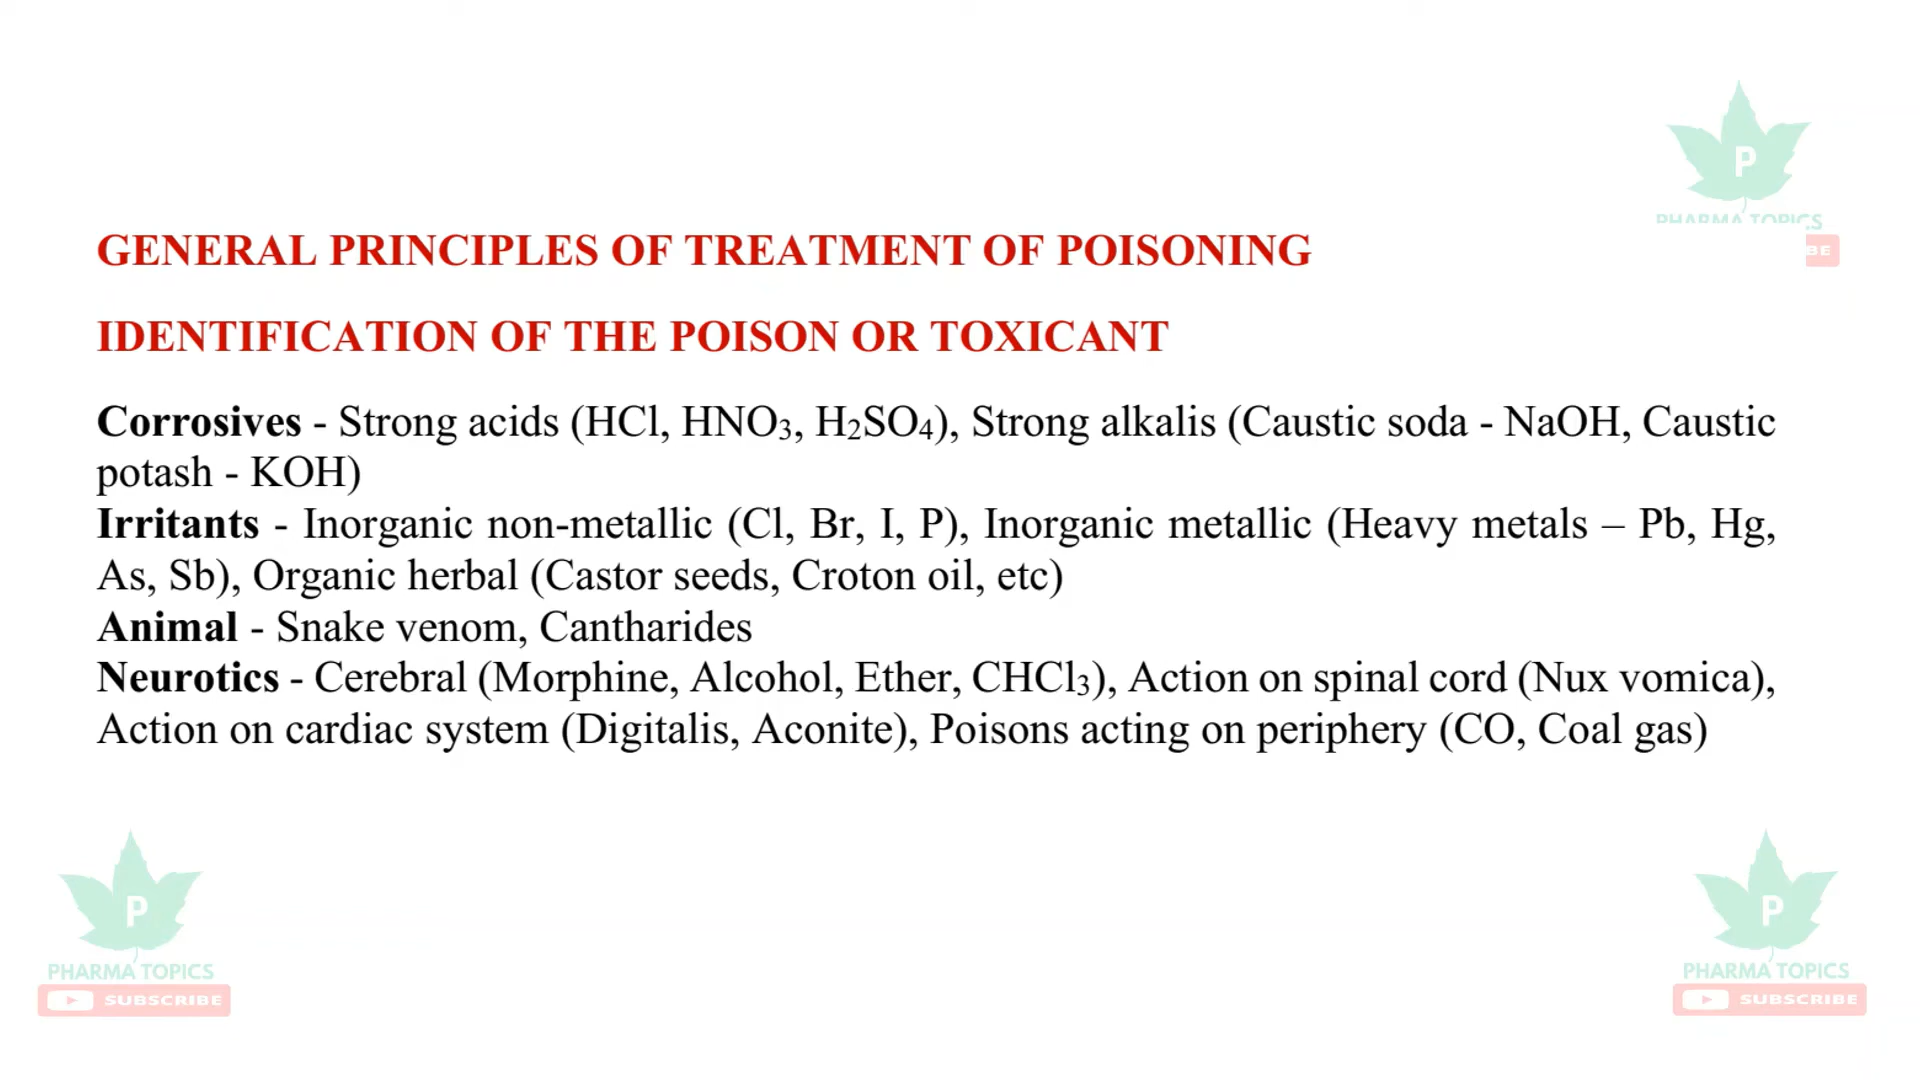 P
PHARMA TOPICS
BE
GENERAL PRINCIPLES OF TREATMENT OF POISONING
IDENTIFICATION OF THE POISON OR TOXICANT
Corrosives - Strong acids (HCl, HNO₃, H₂SO₄), Strong alkalis (Caustic soda - NaOH, Caustic
potash - KOH)
Irritants - Inorganic non-metallic (Cl, Br, I, P), Inorganic metallic (Heavy metals – Pb, Hg,
As, Sb), Organic herbal (Castor seeds, Croton oil, etc)
Animal - Snake venom, Cantharides
Neurotics - Cerebral (Morphine, Alcohol, Ether, CHCl₃), Action on spinal cord (Nux vomica),
Action on cardiac system (Digitalis, Aconite), Poisons acting on periphery (CO, Coal gas)
P
PHARMA TOPICS
SUBSCRIBE
P
PHARMA TOPICS
SUBSCRIBE